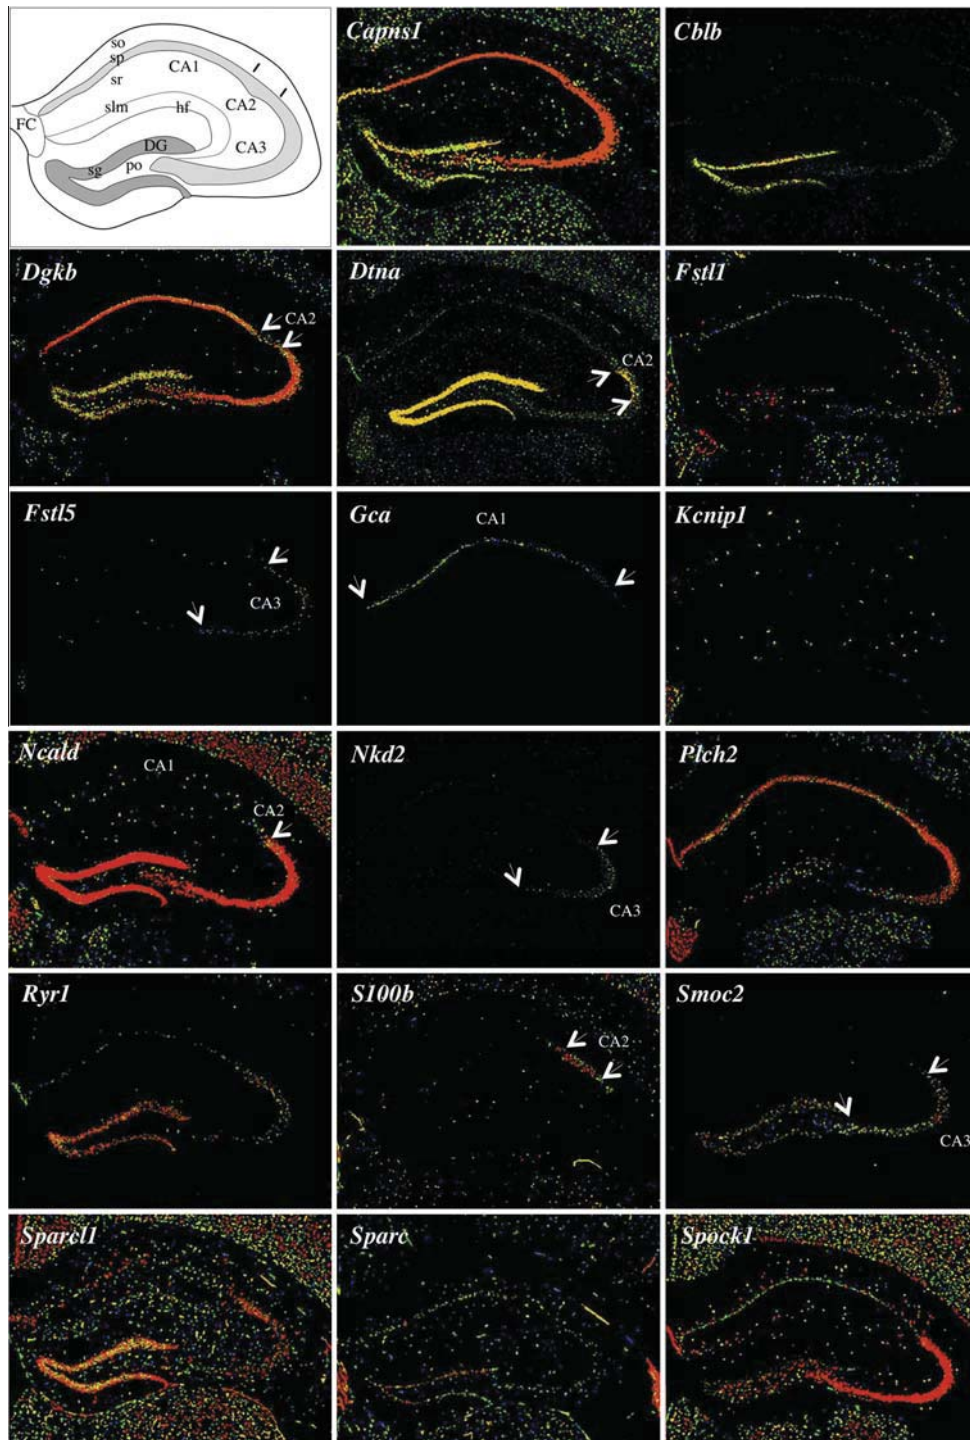 so
sp
sr
CA1
slm
hf
CA2
FC
DG
CA3
sg
po
Capns1
Cblb
Dgkb
CA2
Dtna
CA2
Fstl1
Fstl5
CA3
Gca
CA1
Kcnip1
Ncald
CA1
CA2
Nkd2
CA3
Plch2
Ryr1
S100b
CA2
Smoc2
CA3
Sparcl1
Sparc
Spock1